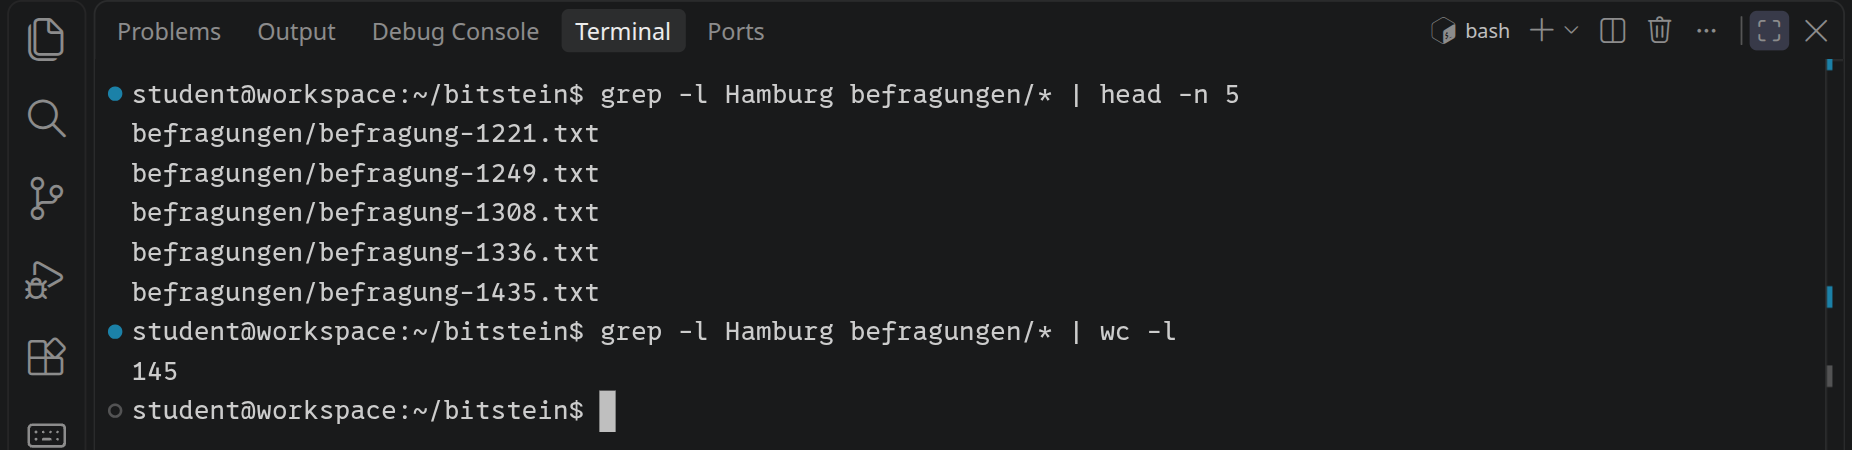 Problems Output Debug Console Terminal Ports bash
student@workspace:~/bitstein$ grep -l Hamburg befragungen/* | head -n 5
befragungen/befragung-1221.txt
befragungen/befragung-1249.txt
befragungen/befragung-1308.txt
befragungen/befragung-1336.txt
befragungen/befragung-1435.txt
student@workspace:~/bitstein$ grep -l Hamburg befragungen/* | wc -l
145
student@workspace:~/bitstein$